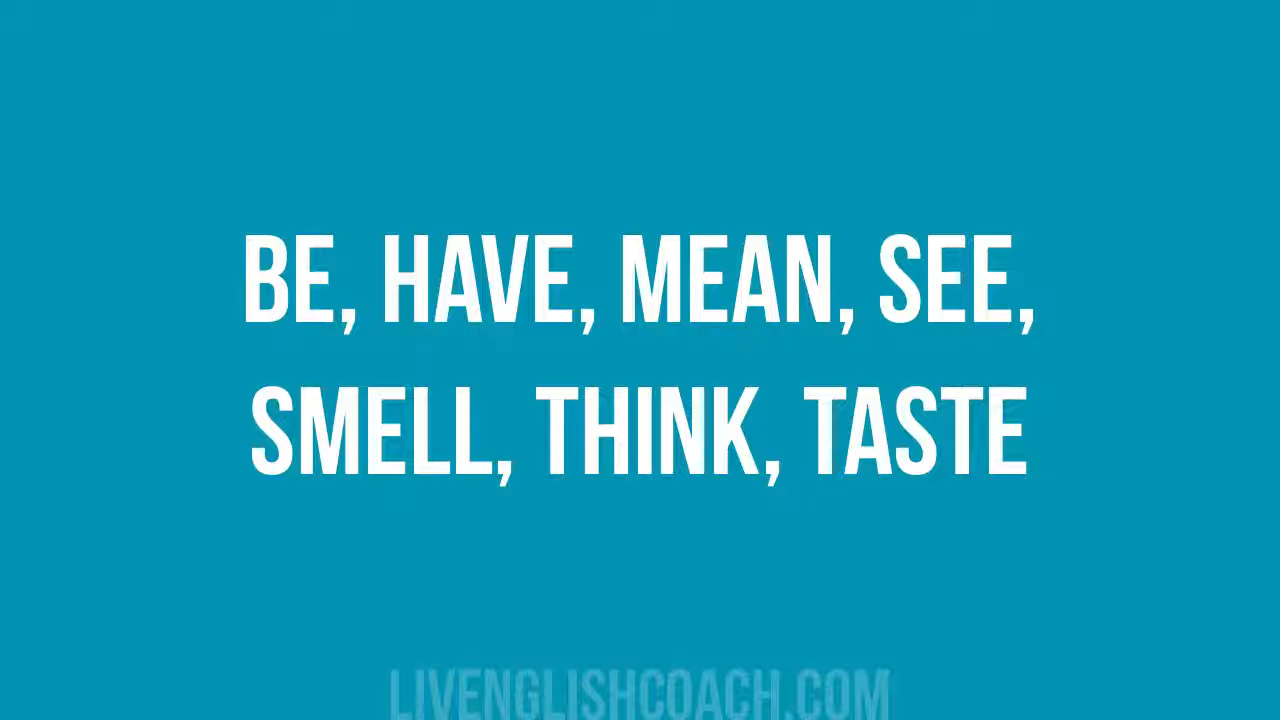 BE, HAVE, MEAN, SEE,
SMELL, THINK, TASTE
LIVENGLISHCOACH.COM